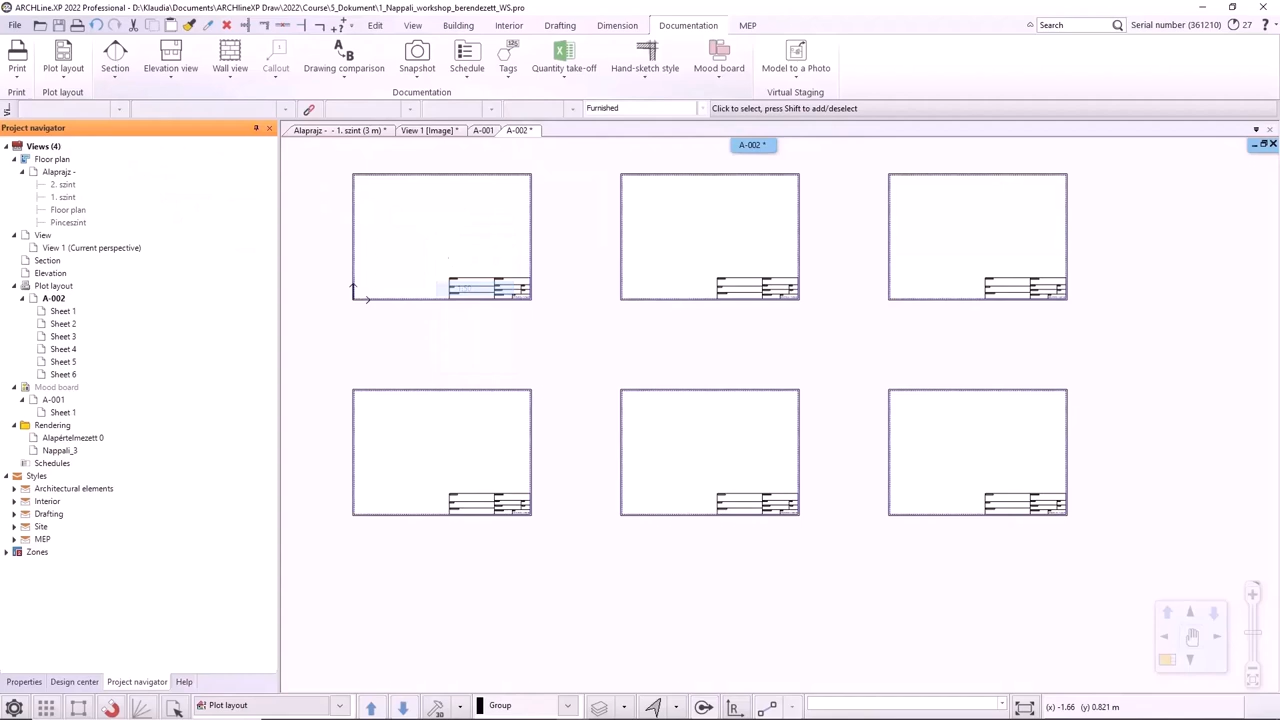 ARCHLine.XP 2022 Professional - D:\Klaudia\Documents\ARCHlineXP Draw\2022\Course\5_Dokument\1_Nappali_workshop_berendezett_WS.pro
File Edit View Building Interior Drafting Dimension Documentation MEP Search Serial number (361210) 27 ?
Print Plot layout Section Elevation view Wall view Callout Drawing comparison Snapshot Schedule Tags Quantity take-off Hand-sketch style Mood board Model to a Photo
Print Plot layout Documentation Virtual Staging
Furnished Click to select, press Shift to add/deselect
Project navigator
Alaprajz - - 1. szint (3 m) * View 1 [Image] * A-001 A-002 *
A-002 *
Views (4)
Floor plan
Alaprajz -
2. szint
1. szint
Floor plan
Pinceszint
View
View 1 (Current perspective)
Section
Elevation
Plot layout
A-002
Sheet 1
Sheet 2
Sheet 3
Sheet 4
Sheet 5
Sheet 6
Mood board
A-001
Sheet 1
Rendering
Alapértelmezett 0
Nappali_3
Schedules
Styles
Architectural elements
Interior
Drafting
Site
MEP
Zones
Properties Design center Project navigator Help
Plot layout Group (x) -1.66 (y) 0.821 m